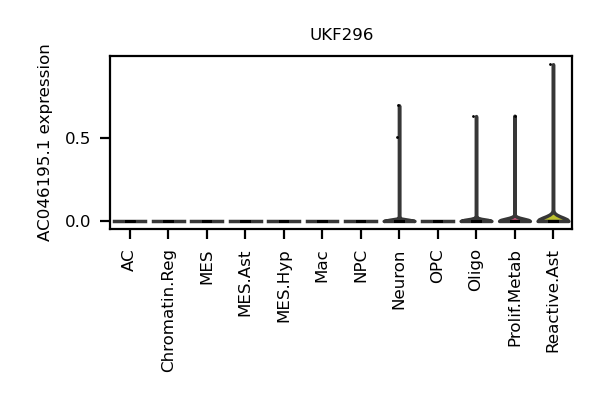 UKF296
AC046195.1 expression
0.5
0.0
AC
Chromatin.Reg
MES
MES.Ast
MES.Hyp
Mac
NPC
Neuron
OPC
Oligo
Prolif.Metab
Reactive.Ast